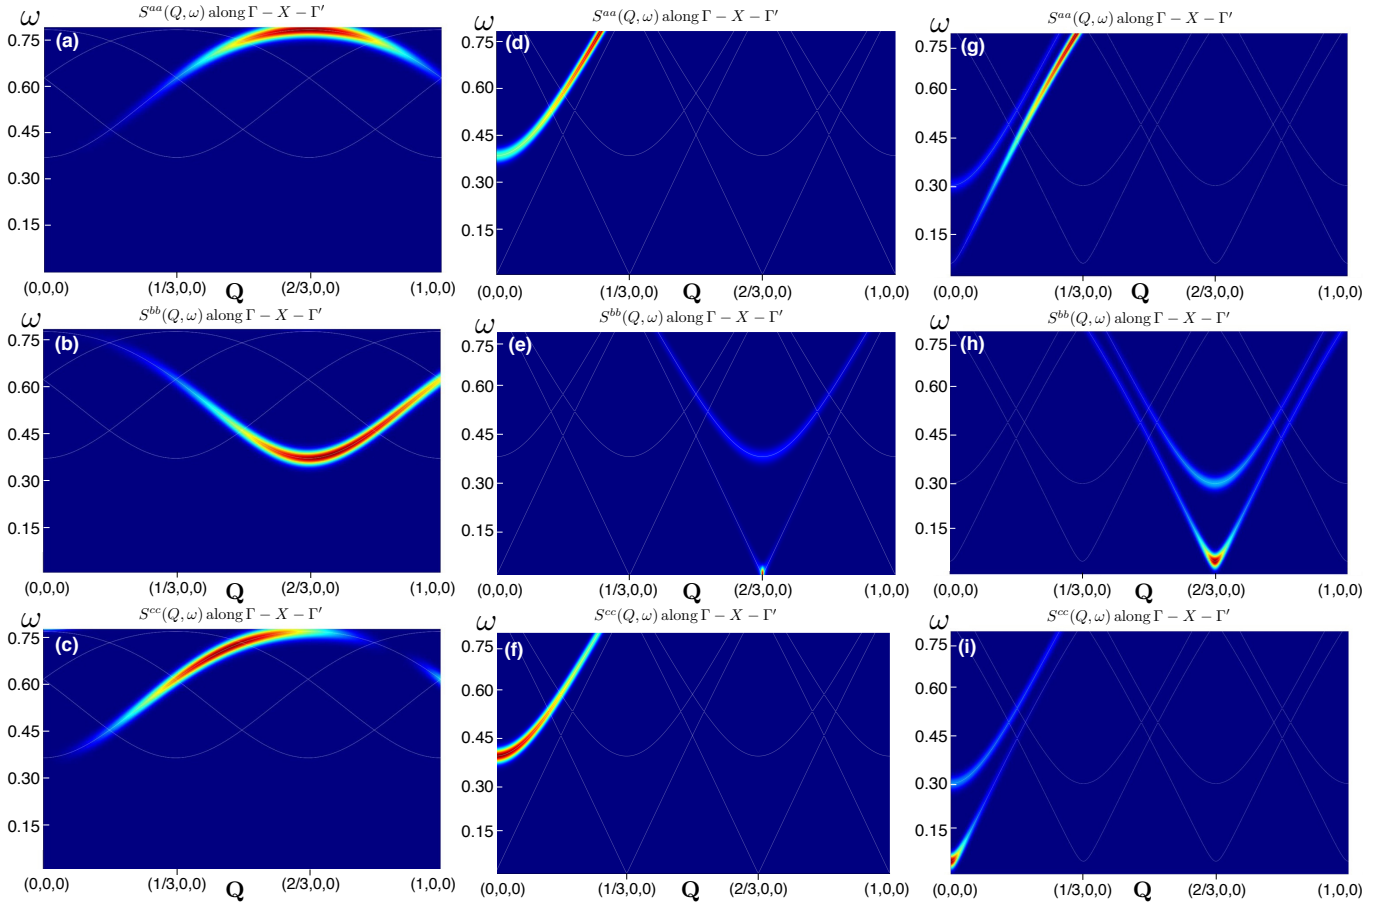 ω S^{aa}(Q, ω) along Γ − X − Γ′
(a)
0.75
0.60
0.45
0.30
0.15
(0,0,0) (1/3,0,0) Q (2/3,0,0) (1,0,0)
ω S^{bb}(Q, ω) along Γ − X − Γ′
(b)
0.75
0.60
0.45
0.30
0.15
(0,0,0) (1/3,0,0) Q (2/3,0,0) (1,0,0)
ω S^{cc}(Q, ω) along Γ − X − Γ′
(c)
0.75
0.60
0.45
0.30
0.15
(0,0,0) (1/3,0,0) Q (2/3,0,0) (1,0,0)
ω S^{aa}(Q, ω) along Γ − X − Γ′
(d)
0.75
0.60
0.45
0.30
0.15
(0,0,0) (1/3,0,0) Q (2/3,0,0) (1,0,0)
ω S^{bb}(Q, ω) along Γ − X − Γ′
(e)
0.75
0.60
0.45
0.30
0.15
(0,0,0) (1/3,0,0) Q (2/3,0,0) (1,0,0)
ω S^{cc}(Q, ω) along Γ − X − Γ′
(f)
0.75
0.60
0.45
0.30
0.15
(0,0,0) (1/3,0,0) Q (2/3,0,0) (1,0,0)
ω S^{aa}(Q, ω) along Γ − X − Γ′
(g)
0.75
0.60
0.45
0.30
0.15
(0,0,0) (1/3,0,0) Q (2/3,0,0) (1,0,0)
ω S^{bb}(Q, ω) along Γ − X − Γ′
(h)
0.75
0.60
0.45
0.30
0.15
(0,0,0) (1/3,0,0) Q (2/3,0,0) (1,0,0)
ω S^{cc}(Q, ω) along Γ − X − Γ′
(i)
0.75
0.60
0.45
0.30
0.15
(0,0,0) (1/3,0,0) Q (2/3,0,0) (1,0,0)